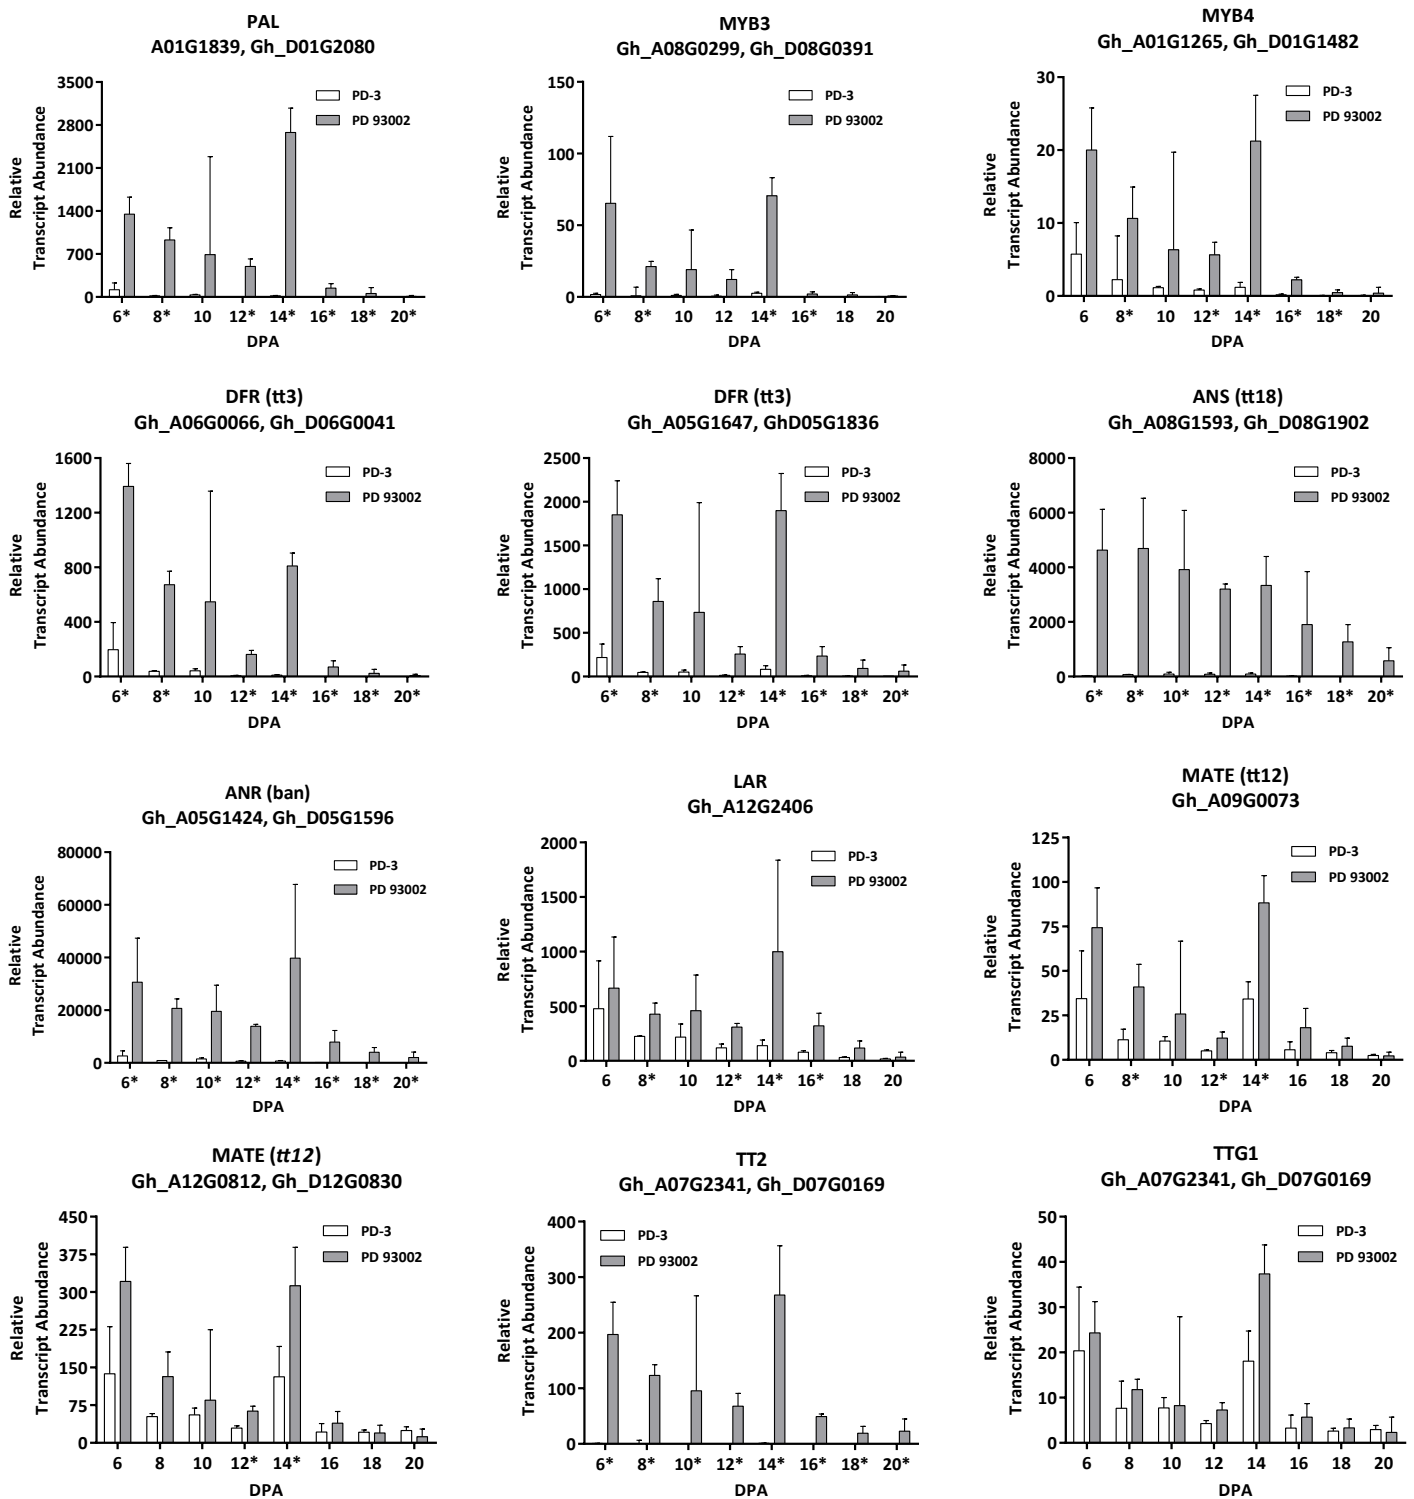 PAL
A01G1839, Gh_D01G2080
Relative
Transcript Abundance
3500
2800
2100
1400
700
0
PD-3
PD 93002
6* 8* 10 12* 14* 16* 18* 20*
DPA
MYB3
Gh_A08G0299, Gh_D08G0391
Relative
Transcript Abundance
150
100
50
0
PD-3
PD 93002
6* 8* 10 12* 14* 16* 18 20
DPA
MYB4
Gh_A01G1265, Gh_D01G1482
Relative
Transcript Abundance
30
20
10
0
PD-3
PD 93002
6 8* 10 12* 14* 16* 18* 20
DPA
DFR (tt3)
Gh_A06G0066, Gh_D06G0041
Relative
Transcript Abundance
1600
1200
800
400
0
PD-3
PD 93002
6* 8* 10 12* 14* 16* 18* 20*
DPA
DFR (tt3)
Gh_A05G1647, GhD05G1836
Relative
Transcript Abundance
2500
2000
1500
1000
500
0
PD-3
PD 93002
6* 8* 10 12* 14* 16* 18* 20*
DPA
ANS (tt18)
Gh_A08G1593, Gh_D08G1902
Relative
Transcript Abundance
8000
6000
4000
2000
0
PD-3
PD 93002
6* 8* 10* 12* 14* 16* 18* 20*
DPA
ANR (ban)
Gh_A05G1424, Gh_D05G1596
Relative
Transcript Abundance
80000
60000
40000
20000
0
PD-3
PD 93002
6* 8* 10* 12* 14* 16* 18* 20*
DPA
LAR
Gh_A12G2406
Relative
Transcript Abundance
2000
1500
1000
500
0
PD-3
PD 93002
6 8* 10 12* 14* 16* 18 20
DPA
MATE (tt12)
Gh_A09G0073
Relative
Transcript Abundance
125
100
75
50
25
0
PD-3
PD 93002
6 8* 10 12* 14* 16 18 20
DPA
MATE (tt12)
Gh_A12G0812, Gh_D12G0830
Relative
Transcript Abundance
450
375
300
225
150
75
0
PD-3
PD 93002
6 8 10 12* 14* 16 18 20
DPA
TT2
Gh_A07G2341, Gh_D07G0169
Relative
Transcript Abundance
400
300
200
100
0
PD-3
PD 93002
6* 8* 10* 12* 14* 16* 18* 20*
DPA
TTG1
Gh_A07G2341, Gh_D07G0169
Relative
Transcript Abundance
50
40
30
20
10
0
PD-3
PD 93002
6 8 10 12 14 16 18 20
DPA